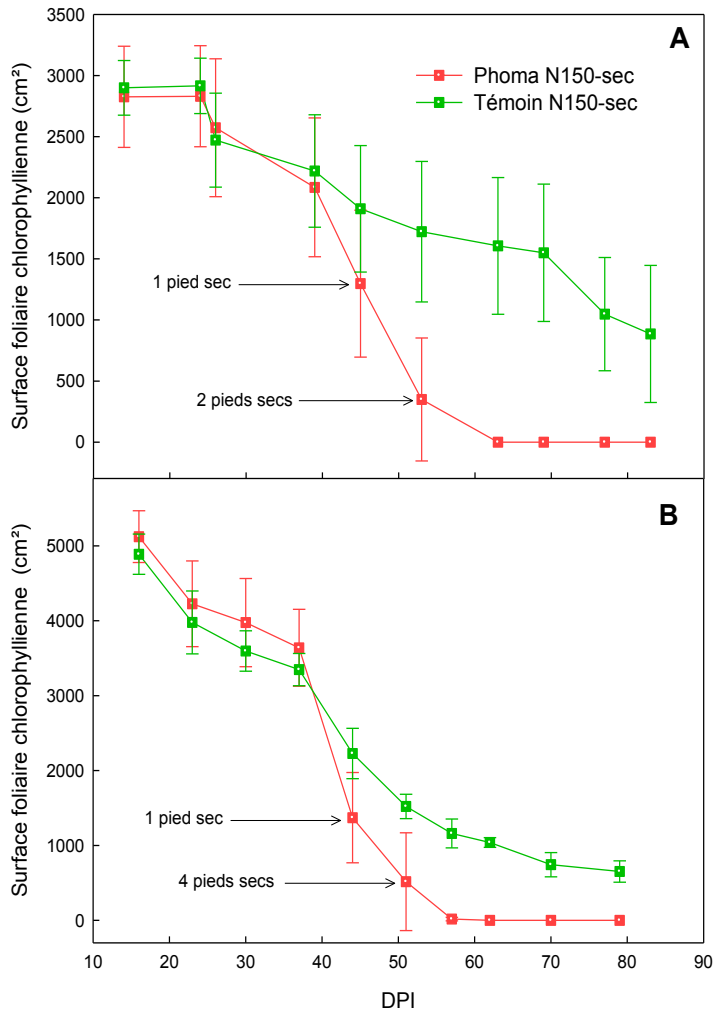 A
Phoma N150-sec
Témoin N150-sec
Surface foliaire chlorophyllienne (cm²)
3500
3000
2500
2000
1500
1000
500
0
1 pied sec
2 pieds secs
B
Surface foliaire chlorophyllienne (cm²)
5000
4000
3000
2000
1000
0
1 pied sec
4 pieds secs
10 20 30 40 50 60 70 80 90
DPI